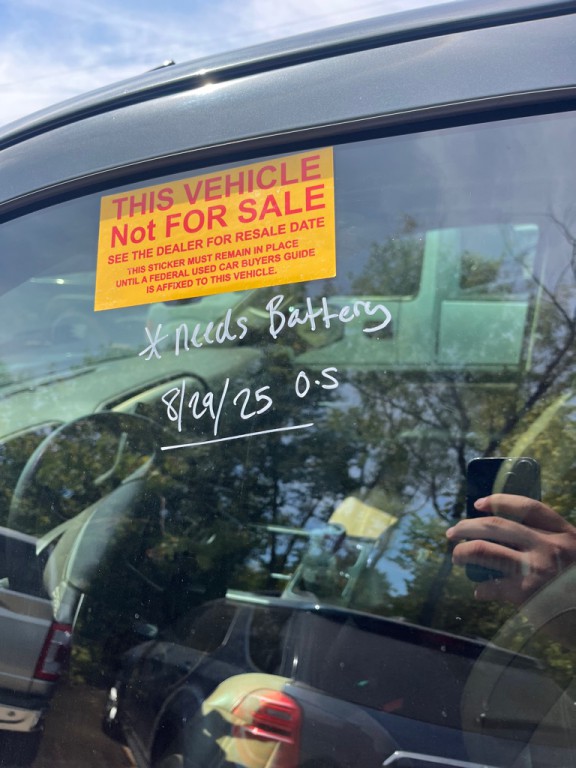 THIS VEHICLE
Not FOR SALE
SEE THE DEALER FOR RESALE DATE
THIS STICKER MUST REMAIN IN PLACE
UNTIL A FEDERAL USED CAR BUYERS GUIDE
IS AFFIXED TO THIS VEHICLE.
* needs Battery
8/29/25 O.S